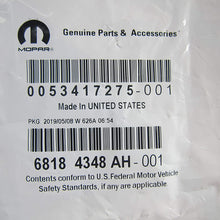 Genuine Parts & Accessories
MOPAR
0053417275-001
Made In UNITED STATES
PKG 2019/05/08 W 626A 06:54
6818 4348 AH-001
Contents conform to U.S.Federal Motor Vehicle
Safety Standards, if any are applicable